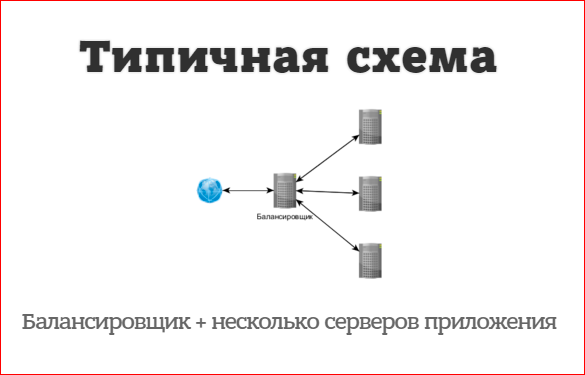 Типичная схема
Балансировщик
Балансировщик + несколько серверов приложения